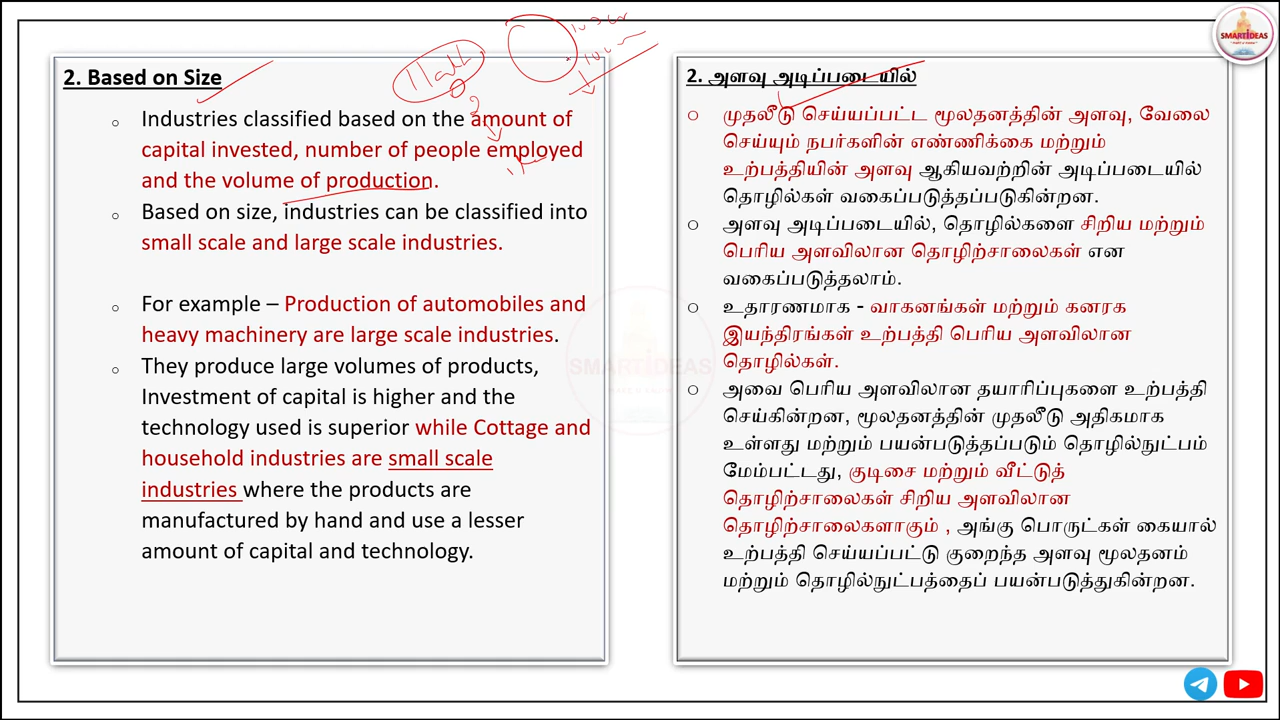 SMARTIDEAS
2. Based on Size
Industries classified based on the amount of
capital invested, number of people employed
and the volume of production.
Based on size, industries can be classified into
small scale and large scale industries.
For example – Production of automobiles and
heavy machinery are large scale industries.
They produce large volumes of products,
Investment of capital is higher and the
technology used is superior while Cottage and
household industries are small scale
industries where the products are
manufactured by hand and use a lesser
amount of capital and technology.
2. அளவு அடிப்படையில்
முதலீடு செய்யப்பட்ட மூலதனத்தின் அளவு, வேலை
செய்யும் நபர்களின் எண்ணிக்கை மற்றும்
உற்பத்தியின் அளவு ஆகியவற்றின் அடிப்படையில்
தொழில்கள் வகைப்படுத்தப்படுகின்றன.
அளவு அடிப்படையில், தொழில்களை சிறிய மற்றும்
பெரிய அளவிலான தொழிற்சாலைகள் என
வகைப்படுத்தலாம்.
உதாரணமாக - வாகனங்கள் மற்றும் கனரக
இயந்திரங்கள் உற்பத்தி பெரிய அளவிலான
தொழில்கள்.
அவை பெரிய அளவிலான தயாரிப்புகளை உற்பத்தி
செய்கின்றன, மூலதனத்தின் முதலீடு அதிகமாக
உள்ளது மற்றும் பயன்படுத்தப்படும் தொழில்நுட்பம்
மேம்பட்டது, குடிசை மற்றும் வீட்டுத்
தொழிற்சாலைகள் சிறிய அளவிலான
தொழிற்சாலைகளாகும் , அங்கு பொருட்கள் கையால்
உற்பத்தி செய்யப்பட்டு குறைந்த அளவு மூலதனம்
மற்றும் தொழில்நுட்பத்தைப் பயன்படுத்துகின்றன.
SMARTIDEAS